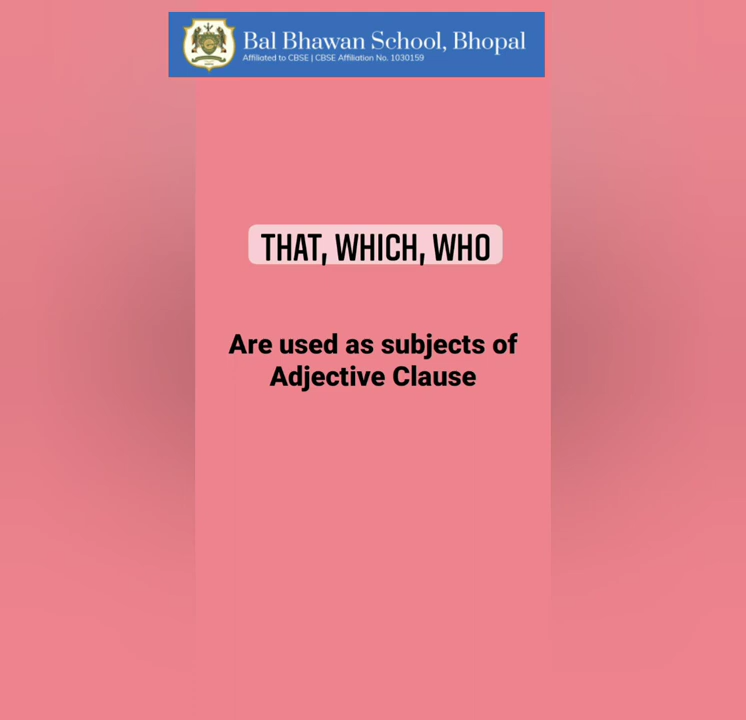 Bal Bhawan School, Bhopal
Affiliated to CBSE | CBSE Affiliation No. 1030159
THAT, WHICH, WHO
Are used as subjects of
Adjective Clause